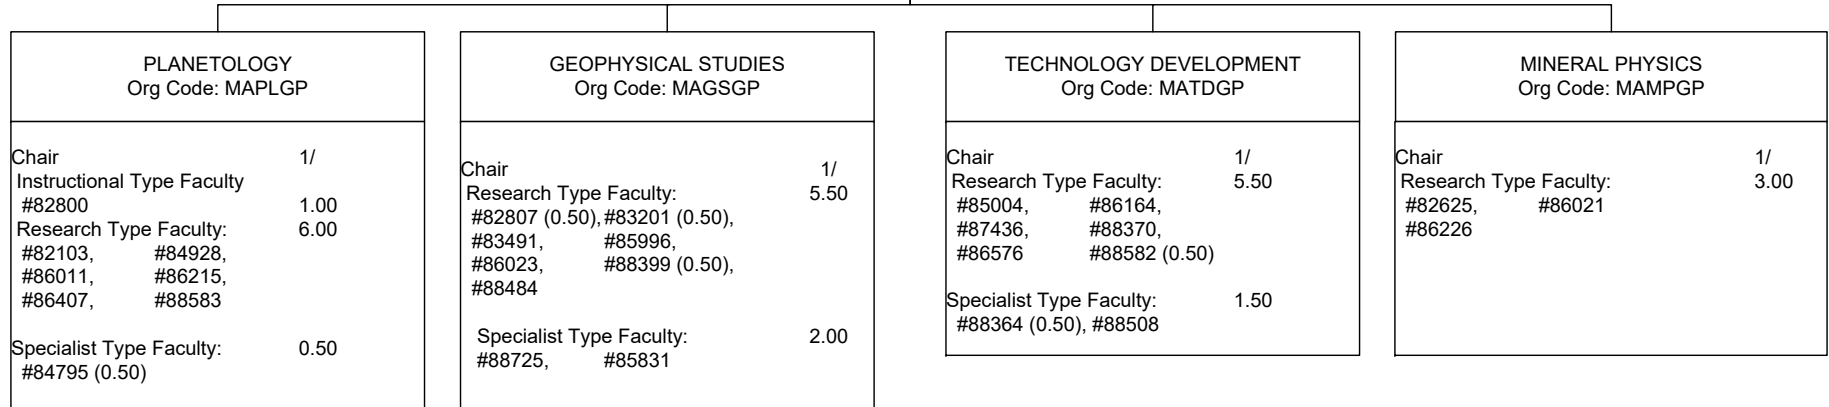 PLANETOLOGY
Org Code: MAPLGP
Chair 1/
Instructional Type Faculty
#82800 1.00
Research Type Faculty: 6.00
#82103, #84928,
#86011, #86215,
#86407, #88583
Specialist Type Faculty: 0.50
#84795 (0.50)
GEOPHYSICAL STUDIES
Org Code: MAGSGP
Chair 1/
Research Type Faculty: 5.50
#82807 (0.50), #83201 (0.50),
#83491, #85996,
#86023, #88399 (0.50),
#88484
Specialist Type Faculty: 2.00
#88725, #85831
TECHNOLOGY DEVELOPMENT
Org Code: MATDGP
Chair 1/
Research Type Faculty: 5.50
#85004, #86164,
#87436, #88370,
#86576 #88582 (0.50)
Specialist Type Faculty: 1.50
#88364 (0.50), #88508
MINERAL PHYSICS
Org Code: MAMPGP
Chair 1/
Research Type Faculty: 3.00
#82625, #86021
#86226